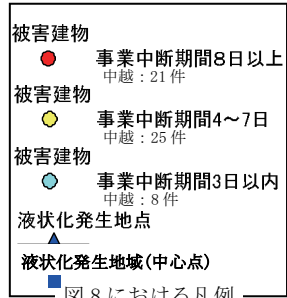 被害建物
事業中断期間8日以上
中越：21件
被害建物
事業中断期間4～7日
中越：25件
被害建物
事業中断期間3日以内
中越：8件
液状化発生地点
液状化発生地域(中心点)
図8における凡例